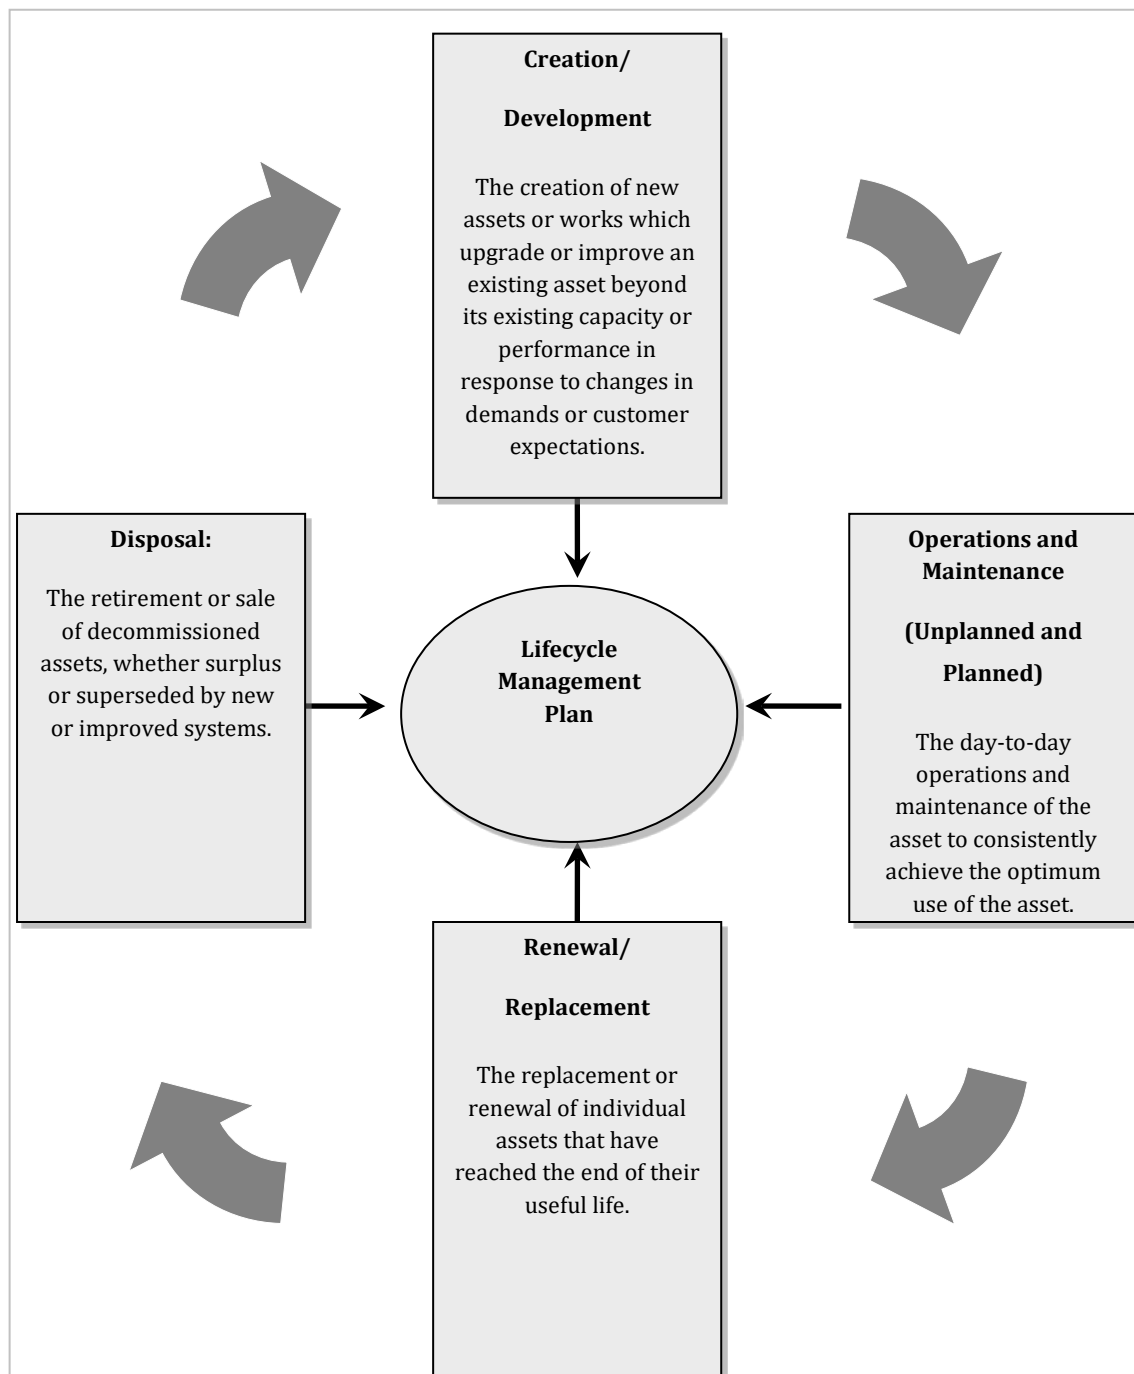 Creation/
Development
The creation of new
assets or works which
upgrade or improve an
existing asset beyond
its existing capacity or
performance in
response to changes in
demands or customer
expectations.
Disposal:
The retirement or sale
of decommissioned
assets, whether surplus
or superseded by new
or improved systems.
Lifecycle
Management
Plan
Operations and
Maintenance
(Unplanned and
Planned)
The day-to-day
operations and
maintenance of the
asset to consistently
achieve the optimum
use of the asset.
Renewal/
Replacement
The replacement or
renewal of individual
assets that have
reached the end of their
useful life.